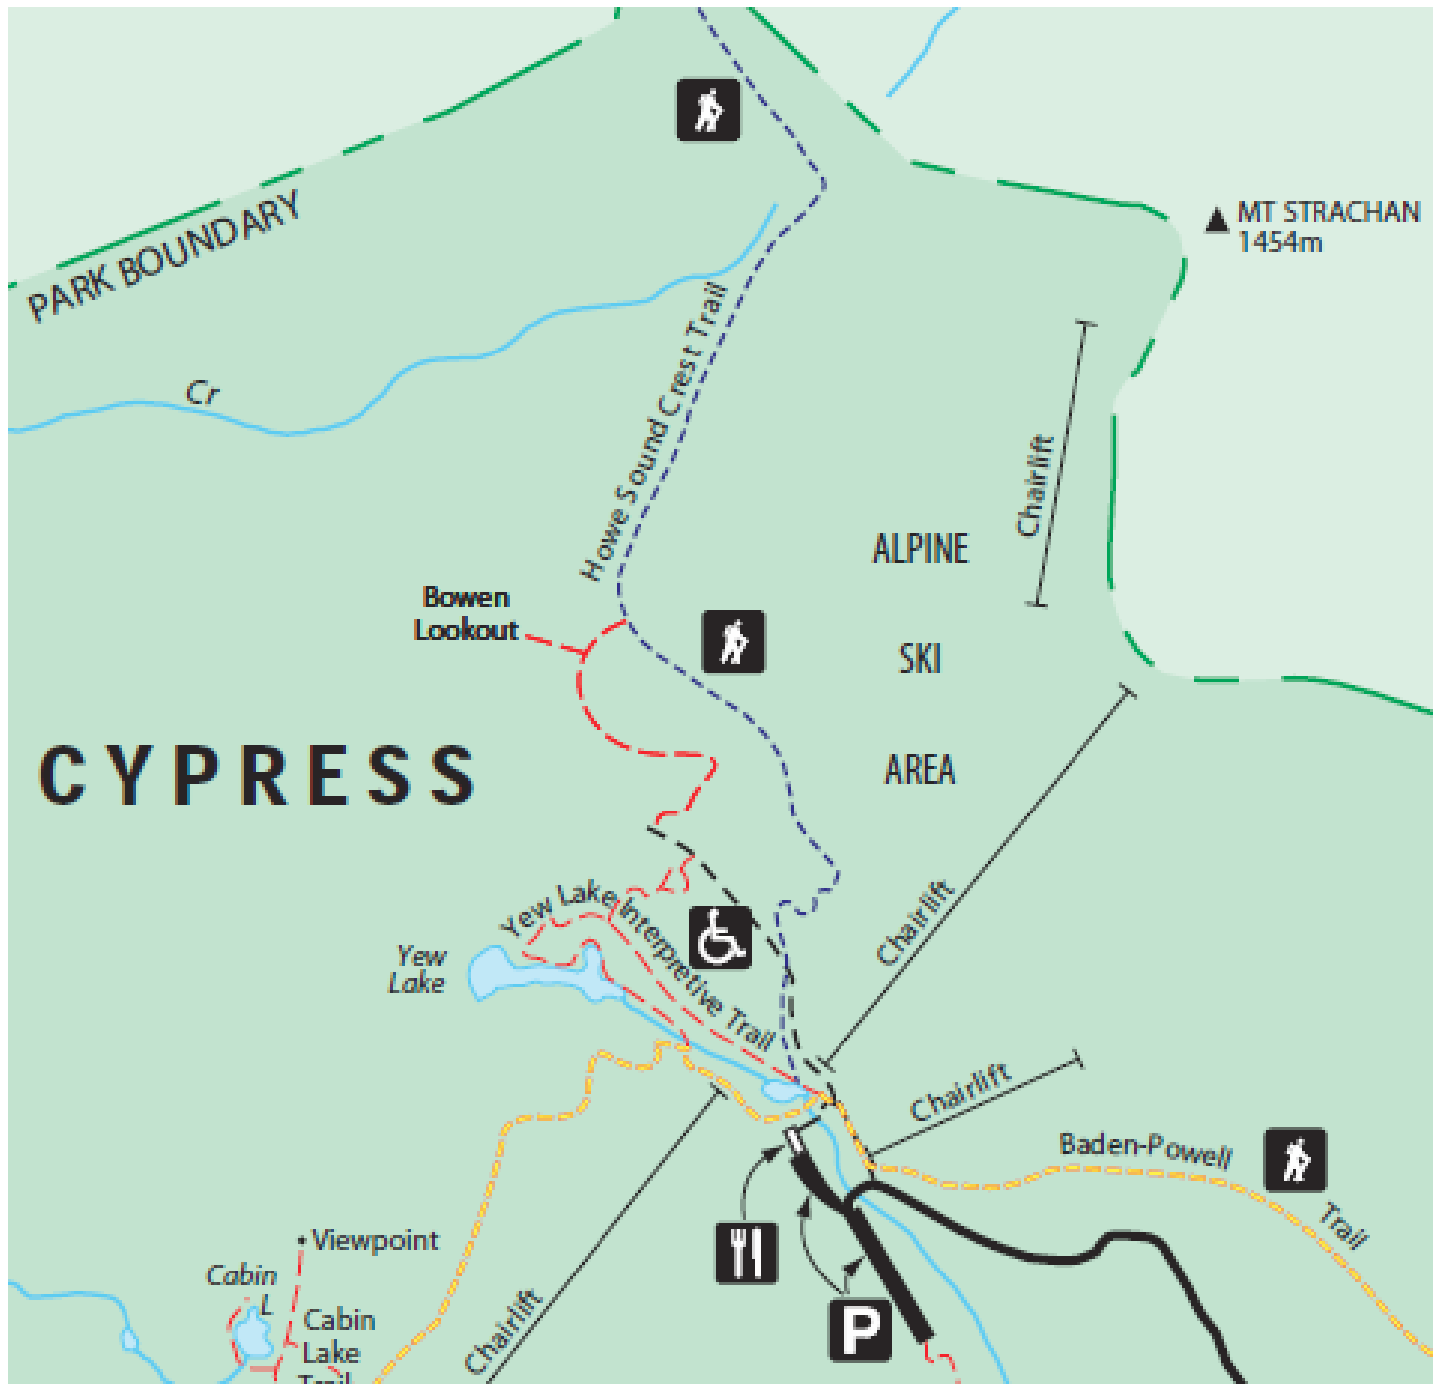 PARK BOUNDARY
MT STRACHAN
1454m
Cr
Howe Sound Crest Trail
Chairlift
ALPINE
SKI
AREA
Bowen
Lookout
CYPRESS
Yew Lake Interpretive Trail
Yew
Lake
Chairlift
Chairlift
Baden-Powell
Trail
Viewpoint
Cabin
L
Cabin
Lake
Trail
Chairlift
P